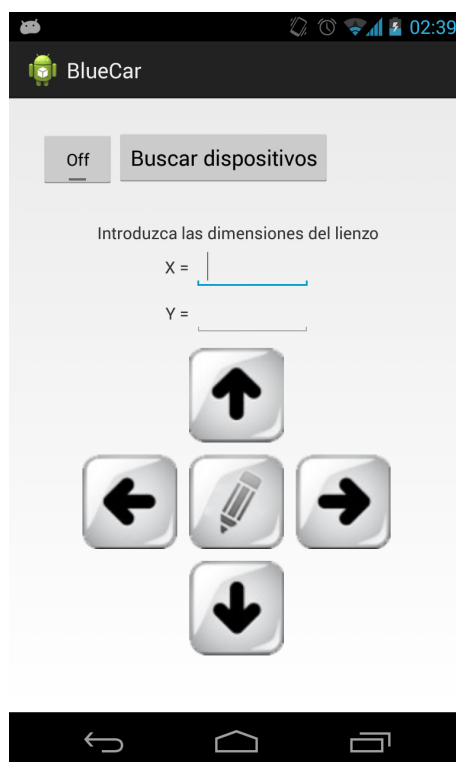 02:39
BlueCar
Off
Buscar dispositivos
Introduzca las dimensiones del lienzo
X =
Y =